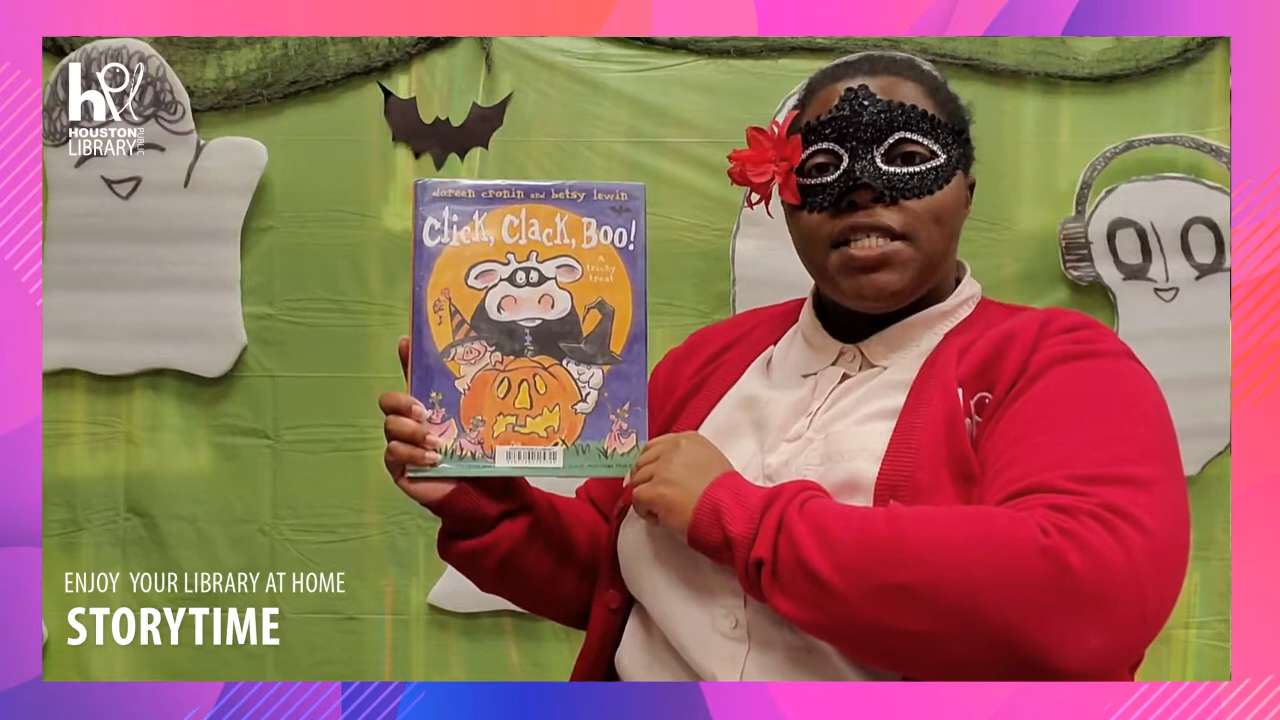 hpl
HOUSTON
LIBRARY
PUBLIC
doreen cronin and betsy lewin
Click, Clack, Boo!
A
tricky
treat
ENJOY YOUR LIBRARY AT HOME
STORYTIME